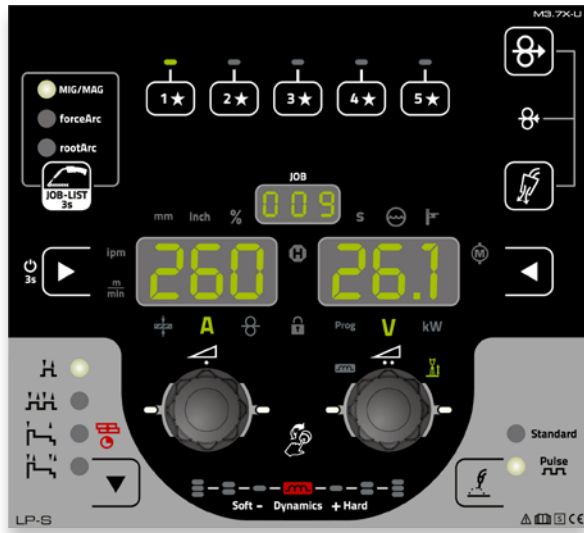 M3.7X-U
MIG/MAG
forceArc
rootArc
JOB-LIST
3s
1★ 2★ 3★ 4★ 5★
JOB
009
mm Inch % S
ipm
m
min
3s
260 H 26.1 M
A Prog V kW
Standard
Pulse
Soft - Dynamics + Hard
LP-S
S CE